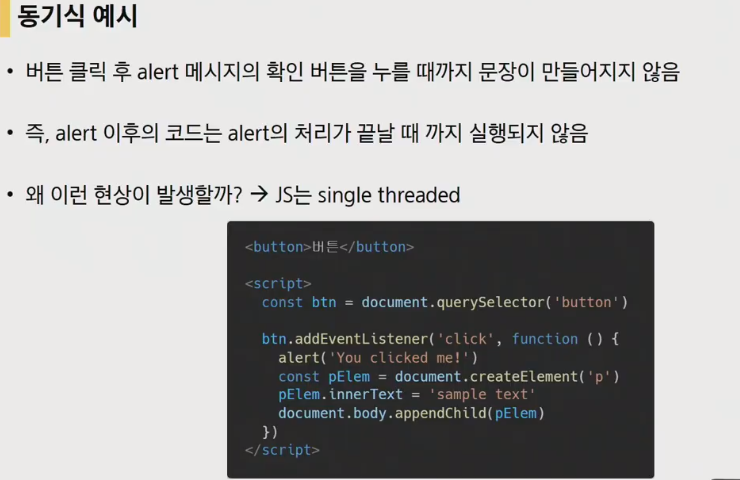 동기식 예시
• 버튼 클릭 후 alert 메시지의 확인 버튼을 누를 때까지 문장이 만들어지지 않음
• 즉, alert 이후의 코드는 alert의 처리가 끝날 때 까지 실행되지 않음
• 왜 이런 현상이 발생할까? → JS는 single threaded
<button>버튼</button>
<script>
const btn = document.querySelector('button')
btn.addEventListener('click', function () {
alert('You clicked me!')
const pElem = document.createElement('p')
pElem.innerText = 'sample text'
document.body.appendChild(pElem)
})
</script>